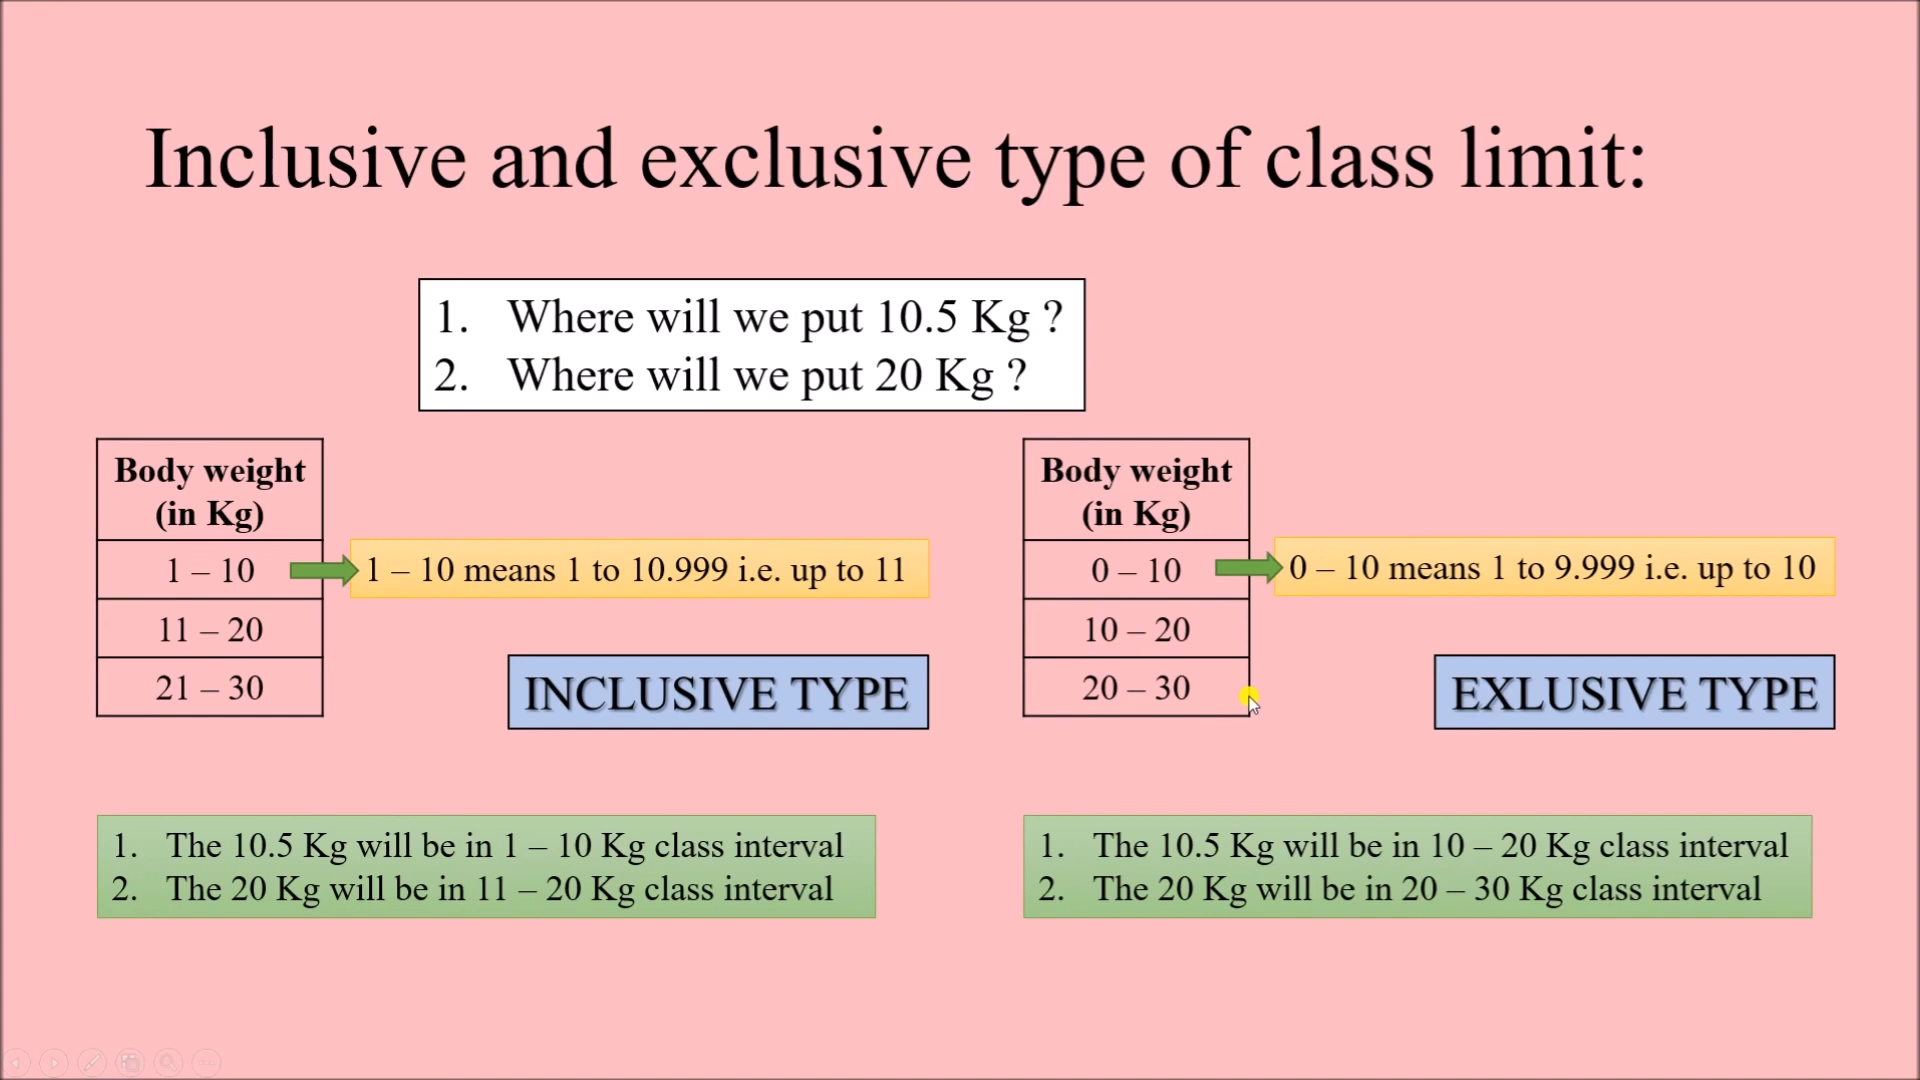 Inclusive and exclusive type of class limit:
1. Where will we put 10.5 Kg ?
2. Where will we put 20 Kg ?
Body weight
(in Kg)
1 – 10
11 – 20
21 – 30
1 – 10 means 1 to 10.999 i.e. up to 11
INCLUSIVE TYPE
1. The 10.5 Kg will be in 1 – 10 Kg class interval
2. The 20 Kg will be in 11 – 20 Kg class interval
Body weight
(in Kg)
0 – 10
10 – 20
20 – 30
0 – 10 means 1 to 9.999 i.e. up to 10
EXLUSIVE TYPE
1. The 10.5 Kg will be in 10 – 20 Kg class interval
2. The 20 Kg will be in 20 – 30 Kg class interval